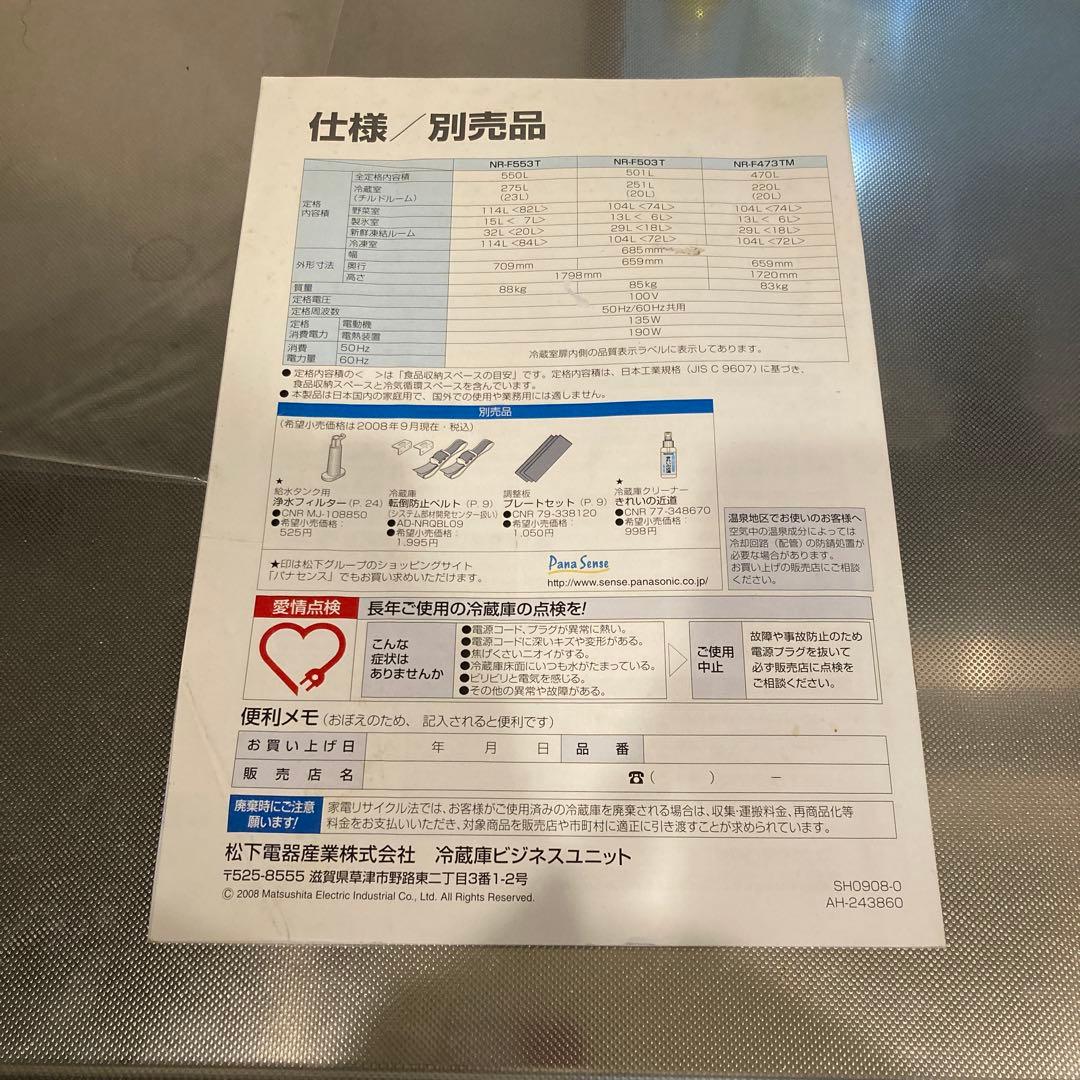 仕様／別売品
NR-F553T NR-F503T NR-F473TM
定格内容積 全定格内容積 550L 501L 470L
冷蔵室（チルドルーム） 275L（23L） 251L（20L） 220L（20L）
野菜室 114L＜82L＞ 104L＜74L＞ 104L＜74L＞
製氷室 15L＜ 7L＞ 13L＜ 6L＞ 13L＜ 6L＞
新鮮凍結ルーム 32L＜20L＞ 29L＜18L＞ 29L＜18L＞
冷凍室 114L＜84L＞ 104L＜72L＞ 104L＜72L＞
外形寸法 幅 685mm
奥行 709mm 659mm 659mm
高さ 1798mm 1720mm
質量 88kg 85kg 83kg
定格電圧 100V
定格周波数 50Hz/60Hz共用
定格消費電力 電動機 135W
電熱装置 190W
消費電力量 50Hz 60Hz 冷蔵室扉内側の品質表示ラベルに表示してあります。
●定格内容積の＜ ＞は「食品収納スペースの目安」です。定格内容積は、日本工業規格（JIS C 9607）に基づき、
食品収納スペースと冷気循環スペースを含んでいます。
●本製品は日本国内の家庭用で、国外での使用や業務用には適しません。
別売品
（希望小売価格は2008年9月現在・税込）
★
給水タンク用
浄水フィルター（P. 24）
●CNR MJ-108850
●希望小売価格：
525円
冷蔵庫
転倒防止ベルト（P. 9）
（システム部材開発センター扱い）
●AD-NRQBL09
●希望小売価格：
1,995円
調整板
プレートセット（P. 9）
●CNR 79-338120
●希望小売価格：
1,050円
★
冷蔵庫クリーナー
きれいの近道
●CNR 77-348670
●希望小売価格：
998円
★印は松下グループのショッピングサイト
「パナセンス」でもお買い求めいただけます。
Pana Sense
http://www.sense.panasonic.co.jp/
温泉地区でお使いのお客様へ
空気中の温泉成分によっては
冷却回路（配管）の防錆処置が
必要な場合があります。
お買い上げの販売店にご相談
ください。
愛情点検 長年ご使用の冷蔵庫の点検を！
こんな
症状は
ありませんか
●電源コード、プラグが異常に熱い。
●電源コードに深いキズや変形がある。
●焦げくさいニオイがする。
●冷蔵庫床面にいつも水がたまっている。
●ビリビリと電気を感じる。
●その他の異常や故障がある。
ご使用
中止
故障や事故防止のため
電源プラグを抜いて
必ず販売店に点検を
ご相談ください。
便利メモ（おぼえのため、記入されると便利です）
お買い上げ日 年 月 日 品番
販売店名 ☎（ ） −
廃棄時にご注意
願います！
家電リサイクル法では、お客様がご使用済みの冷蔵庫を廃棄される場合は、収集・運搬料金、再商品化等
料金をお支払いいただき、対象商品を販売店や市町村に適正に引き渡すことが求められています。
松下電器産業株式会社 冷蔵庫ビジネスユニット
〒525-8555 滋賀県草津市野路東二丁目3番1-2号
© 2008 Matsushita Electric Industrial Co., Ltd. All Rights Reserved.
SH0908-0
AH-243860